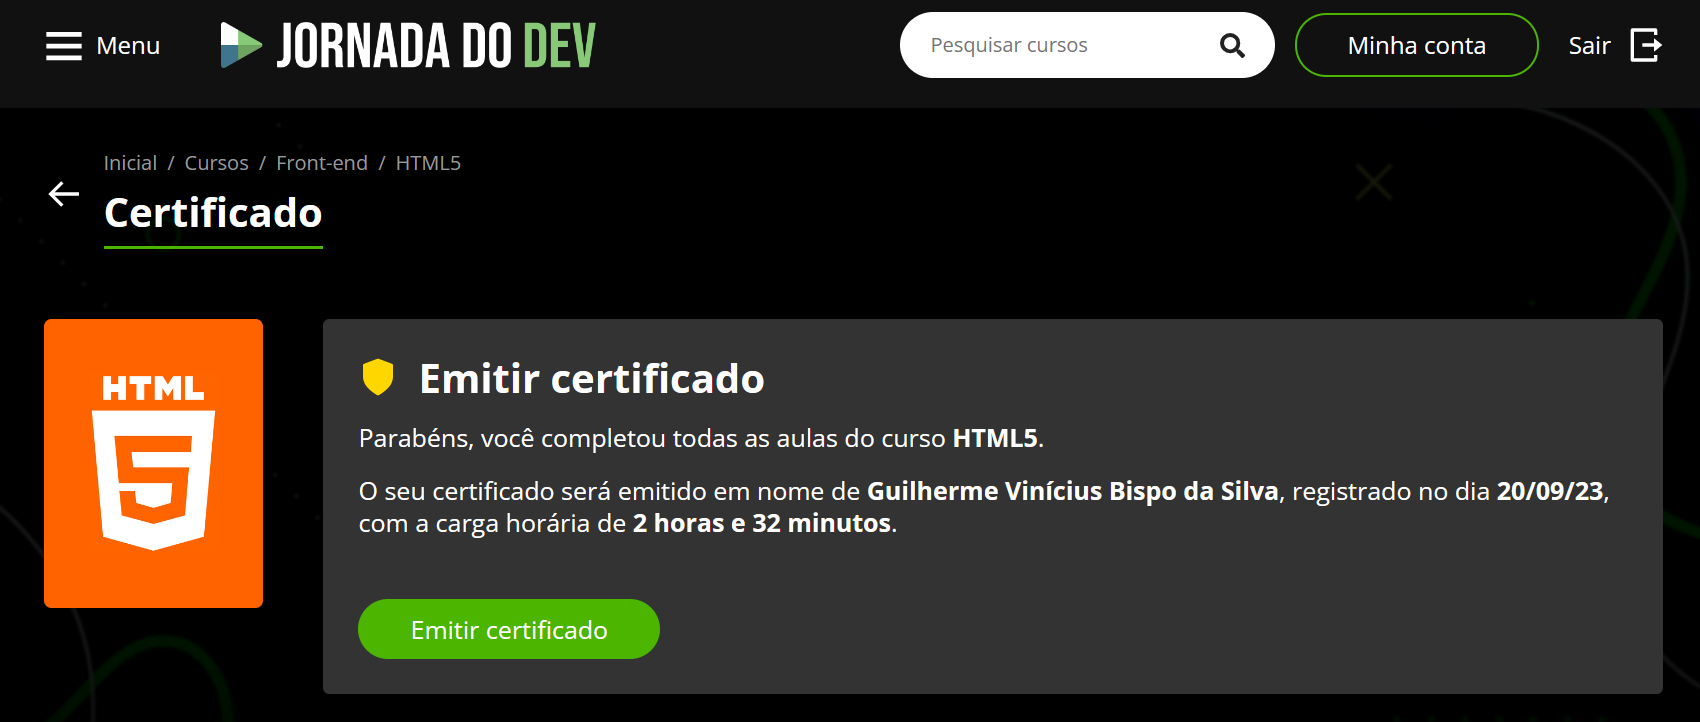 Menu
JORNADA DO DEV
Pesquisar cursos
Minha conta
Sair
Inicial / Cursos / Front-end / HTML5
Certificado
HTML
5
Emitir certificado
Parabéns, você completou todas as aulas do curso HTML5.
O seu certificado será emitido em nome de Guilherme Vinícius Bispo da Silva, registrado no dia 20/09/23,
com a carga horária de 2 horas e 32 minutos.
Emitir certificado